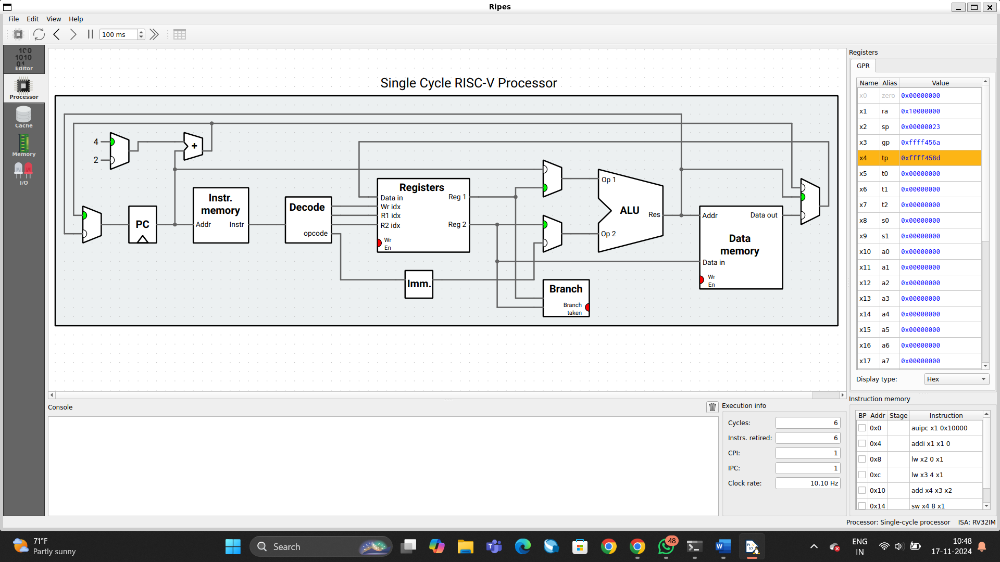 Ripes
File Edit View Help
100 ms
Editor
Processor
Cache
Memory
I/O
Single Cycle RISC-V Processor
4
2
+
PC
Instr. memory
Addr Instr
Decode
opcode
Registers
Data in Reg 1
Wr idx
R1 idx
R2 idx Reg 2
Wr
En
Imm.
Op 1
ALU
Res
Op 2
Branch
Branch
taken
Addr Data out
Data
memory
Data in
Wr
En
Registers
GPR
Name Alias Value
x0 zero 0x00000000
x1 ra 0x10000000
x2 sp 0x00000023
x3 gp 0xffff456a
x4 tp 0xffff458d
x5 t0 0x00000000
x6 t1 0x00000000
x7 t2 0x00000000
x8 s0 0x00000000
x9 s1 0x00000000
x10 a0 0x00000000
x11 a1 0x00000000
x12 a2 0x00000000
x13 a3 0x00000000
x14 a4 0x00000000
x15 a5 0x00000000
x16 a6 0x00000000
x17 a7 0x00000000
Display type: Hex
Console
Execution info
Cycles: 6
Instrs. retired: 6
CPI: 1
IPC: 1
Clock rate: 10.10 Hz
Instruction memory
BP Addr Stage Instruction
0x0 auipc x1 0x10000
0x4 addi x1 x1 0
0x8 lw x2 0 x1
0xc lw x3 4 x1
0x10 add x4 x3 x2
0x14 sw x4 8 x1
Processor: Single-cycle processor ISA: RV32IM
71°F
Partly sunny
Search
48
ENG
IN
10:48
17-11-2024